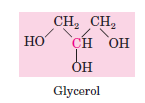 CH₂ CH₂
HO CH OH
OH
Glycerol